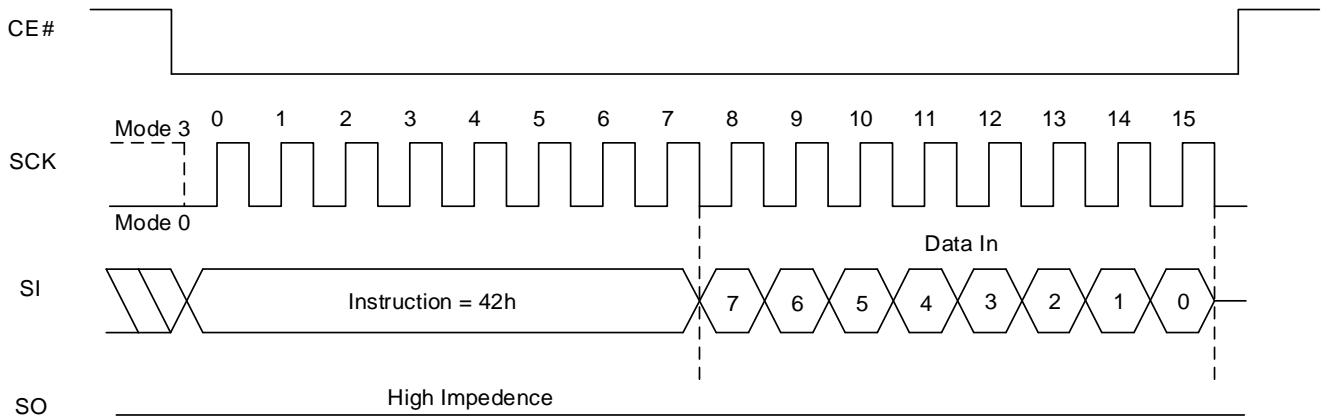 CE#
0 1 2 3 4 5 6 7 8 9 10 11 12 13 14 15
Mode 3
SCK
Mode 0
Data In
SI
Instruction = 42h
7 6 5 4 3 2 1 0
High Impedence
SO